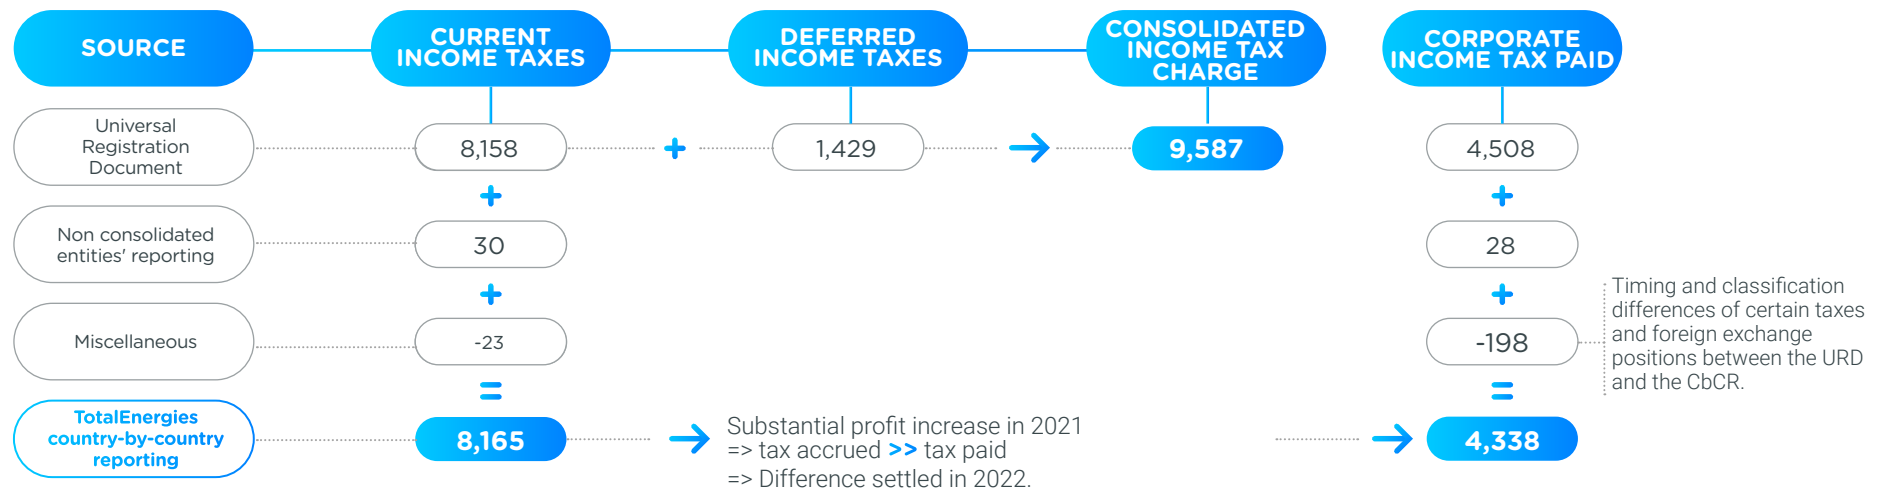 SOURCE
CURRENT
INCOME TAXES
DEFERRED
INCOME TAXES
CONSOLIDATED
INCOME TAX
CHARGE
CORPORATE
INCOME TAX PAID
Universal
Registration
Document
8,158
+
1,429
9,587
4,508
+
+
Non consolidated
entities' reporting
30
28
+
+
Miscellaneous
-23
-198
Timing and classification
differences of certain taxes
and foreign exchange
positions between the URD
and the CbCR.
=
=
TotalEnergies
country-by-country
reporting
8,165
Substantial profit increase in 2021
=> tax accrued >> tax paid
=> Difference settled in 2022.
4,338